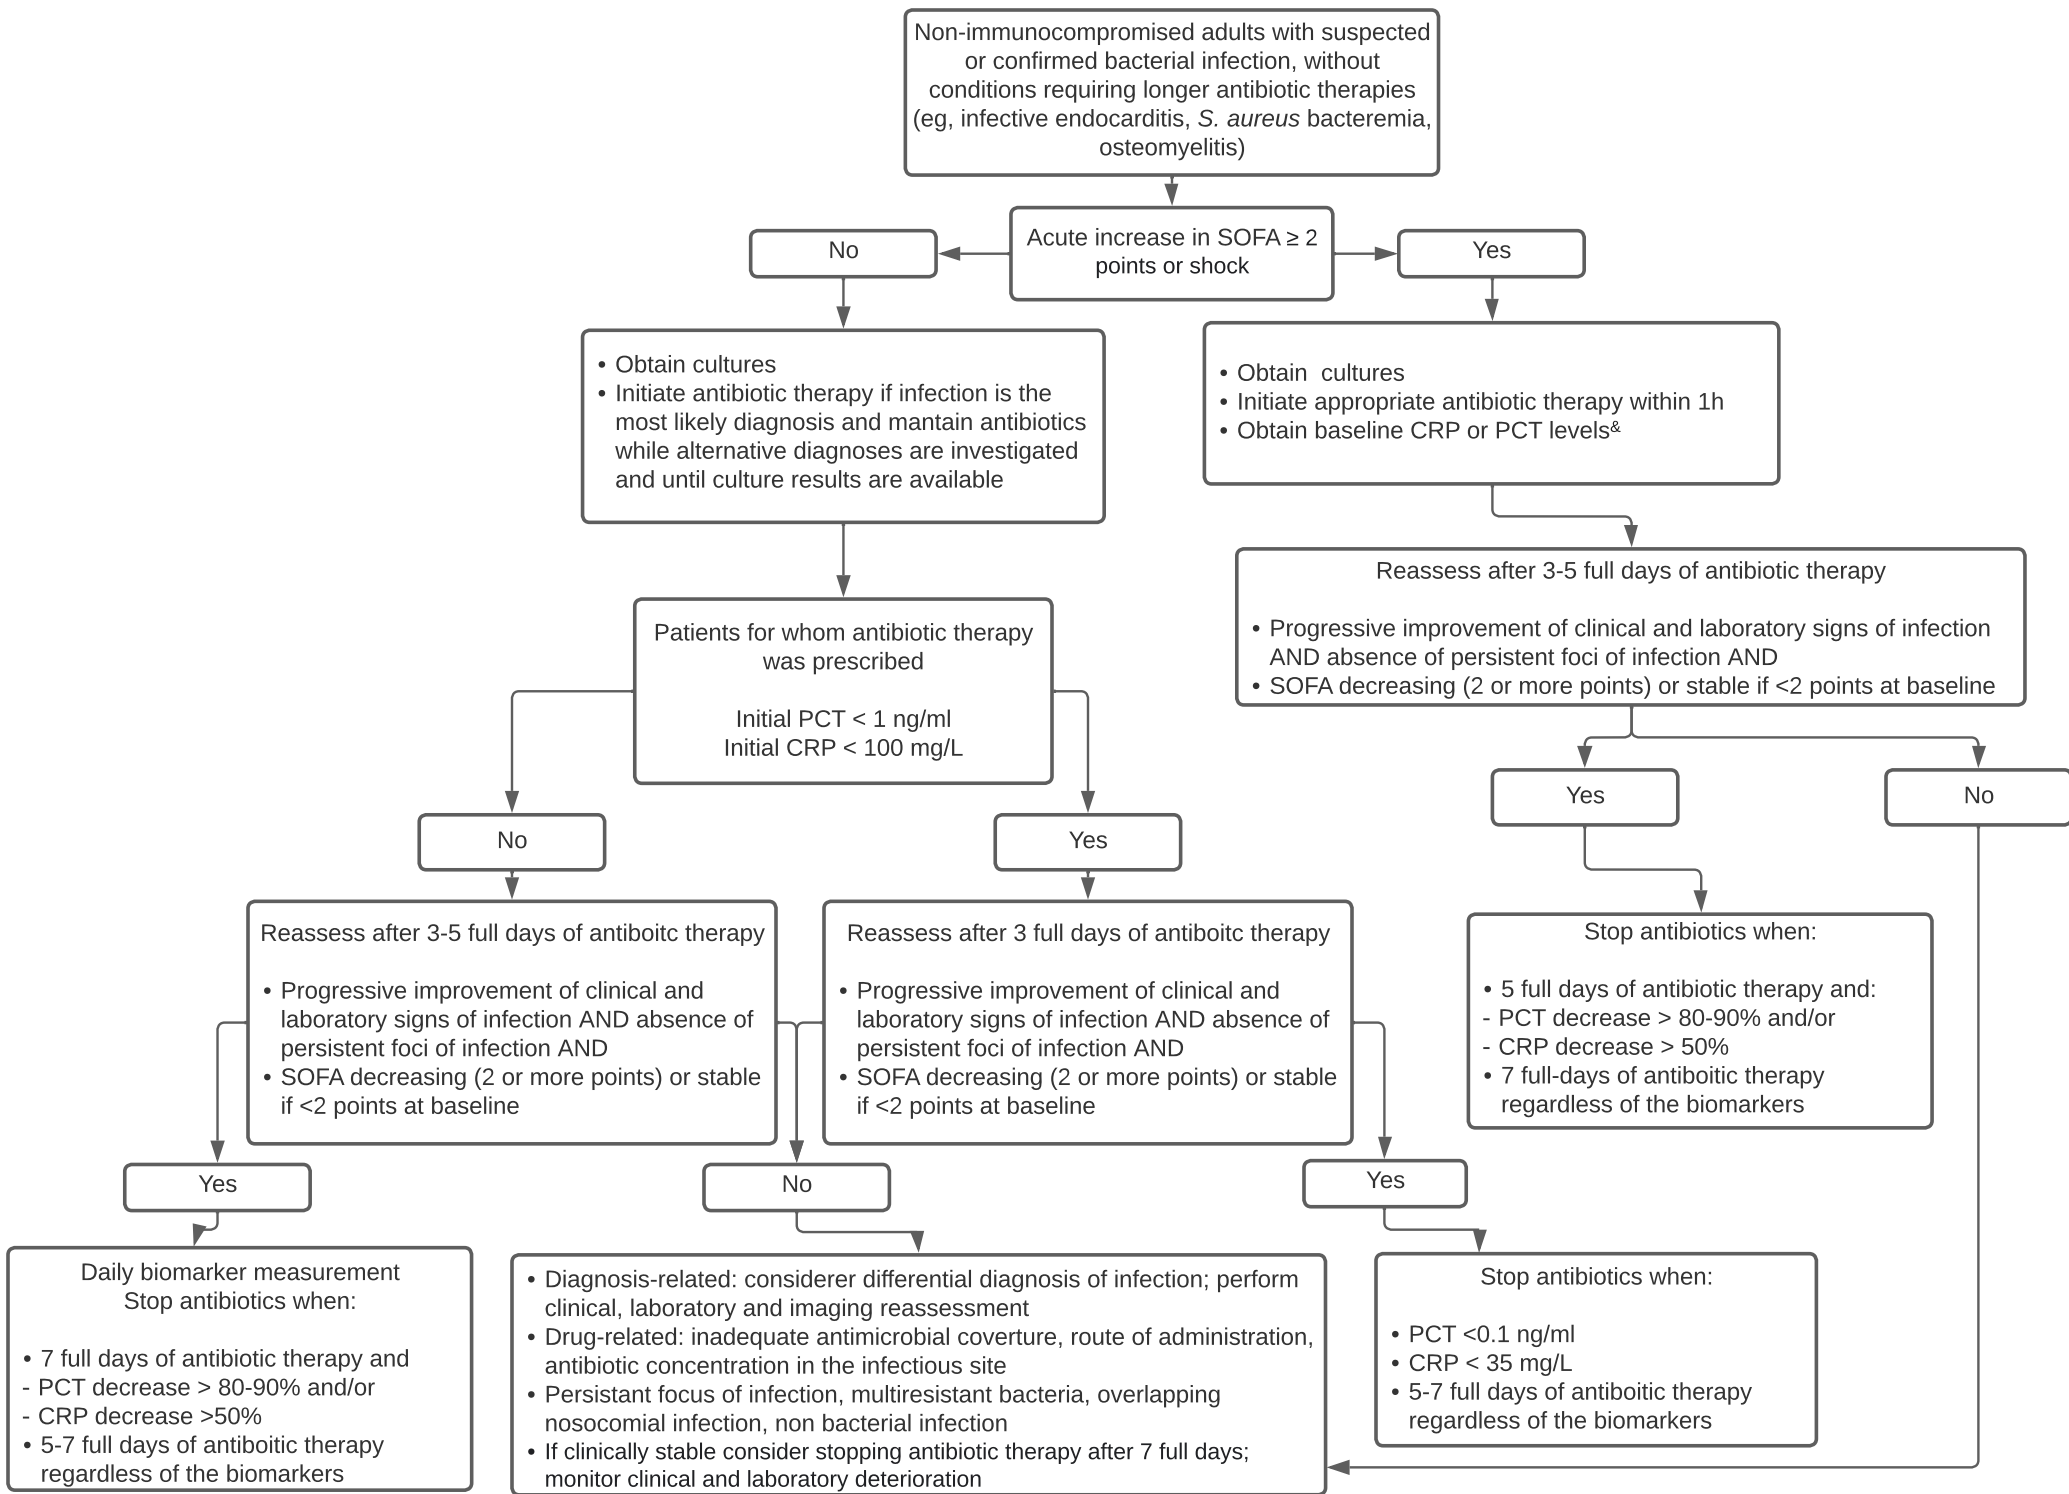 Non-immunocompromised adults with suspected
or confirmed bacterial infection, without
conditions requiring longer antibiotic therapies
(eg, infective endocarditis, S. aureus bacteremia,
osteomyelitis)
Acute increase in SOFA ≥ 2
points or shock
No
Yes
• Obtain cultures
• Initiate antibiotic therapy if infection is the
most likely diagnosis and mantain antibiotics
while alternative diagnoses are investigated
and until culture results are available
• Obtain cultures
• Initiate appropriate antibiotic therapy within 1h
• Obtain baseline CRP or PCT levels&
Reassess after 3-5 full days of antibiotic therapy
• Progressive improvement of clinical and laboratory signs of infection
AND absence of persistent foci of infection AND
• SOFA decreasing (2 or more points) or stable if <2 points at baseline
Patients for whom antibiotic therapy
was prescribed
Initial PCT < 1 ng/ml
Initial CRP < 100 mg/L
Yes
No
No
Yes
Reassess after 3-5 full days of antiboitc therapy
• Progressive improvement of clinical and
laboratory signs of infection AND absence of
persistent foci of infection AND
• SOFA decreasing (2 or more points) or stable
if <2 points at baseline
Reassess after 3 full days of antiboitc therapy
• Progressive improvement of clinical and
laboratory signs of infection AND absence of
persistent foci of infection AND
• SOFA decreasing (2 or more points) or stable
if <2 points at baseline
Stop antibiotics when:
• 5 full days of antibiotic therapy and:
- PCT decrease > 80-90% and/or
- CRP decrease > 50%
• 7 full-days of antiboitic therapy
regardless of the biomarkers
Yes
No
Yes
Daily biomarker measurement
Stop antibiotics when:
• 7 full days of antibiotic therapy and
- PCT decrease > 80-90% and/or
- CRP decrease >50%
• 5-7 full days of antiboitic therapy
regardless of the biomarkers
• Diagnosis-related: considerer differential diagnosis of infection; perform
clinical, laboratory and imaging reassessment
• Drug-related: inadequate antimicrobial coverture, route of administration,
antibiotic concentration in the infectious site
• Persistant focus of infection, multiresistant bacteria, overlapping
nosocomial infection, non bacterial infection
• If clinically stable consider stopping antibiotic therapy after 7 full days;
monitor clinical and laboratory deterioration
Stop antibiotics when:
• PCT <0.1 ng/ml
• CRP < 35 mg/L
• 5-7 full days of antiboitic therapy
regardless of the biomarkers